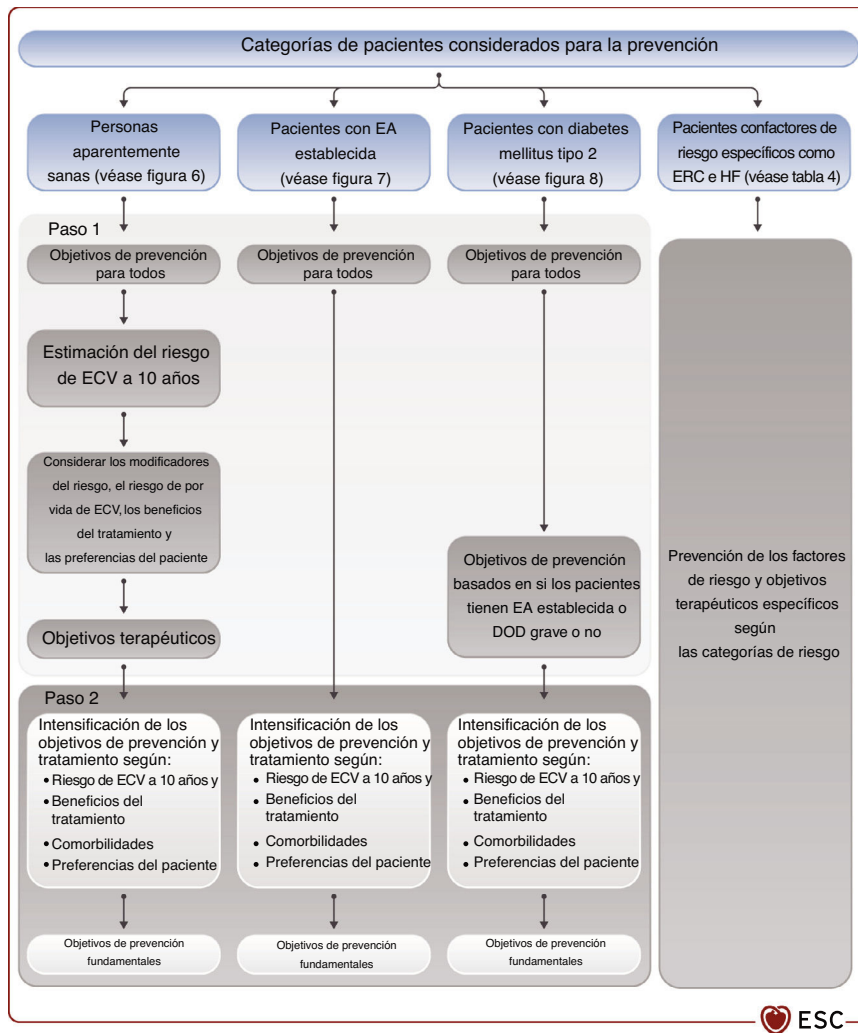 Categorías de pacientes considerados para la prevención
Personas
aparentemente
sanas (véase figura 6)
Pacientes con EA
establecida
(véase figura 7)
Pacientes con diabetes
mellitus tipo 2
(véase figura 8)
Pacientes confactores de
riesgo específicos como
ERC e HF (véase tabla 4)
Paso 1
Objetivos de prevención
para todos
Objetivos de prevención
para todos
Objetivos de prevención
para todos
Estimación del riesgo
de ECV a 10 años
Considerar los modificadores
del riesgo, el riesgo de por
vida de ECV, los beneficios
del tratamiento y
las preferencias del paciente
Objetivos terapéuticos
Objetivos de prevención
basados en si los pacientes
tienen EA establecida o
DOD grave o no
Prevención de los factores
de riesgo y objetivos
terapéuticos específicos
según
las categorías de riesgo
Paso 2
Intensificación de los
objetivos de prevención y
tratamiento según:
• Riesgo de ECV a 10 años y
• Beneficios del
tratamiento
• Comorbilidades
• Preferencias del paciente
Intensificación de los
objetivos de prevención y
tratamiento según:
• Riesgo de ECV a 10 años y
• Beneficios del
tratamiento
• Comorbilidades
• Preferencias del paciente
Intensificación de los
objetivos de prevención y
tratamiento según:
• Riesgo de ECV a 10 años y
• Beneficios del
tratamiento
• Comorbilidades
• Preferencias del paciente
Objetivos de prevención
fundamentales
Objetivos de prevención
fundamentales
Objetivos de prevención
fundamentales
ESC